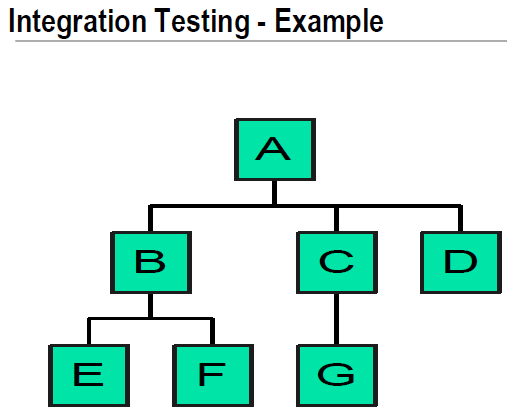 Integration Testing - Example
A
B C D
E F G